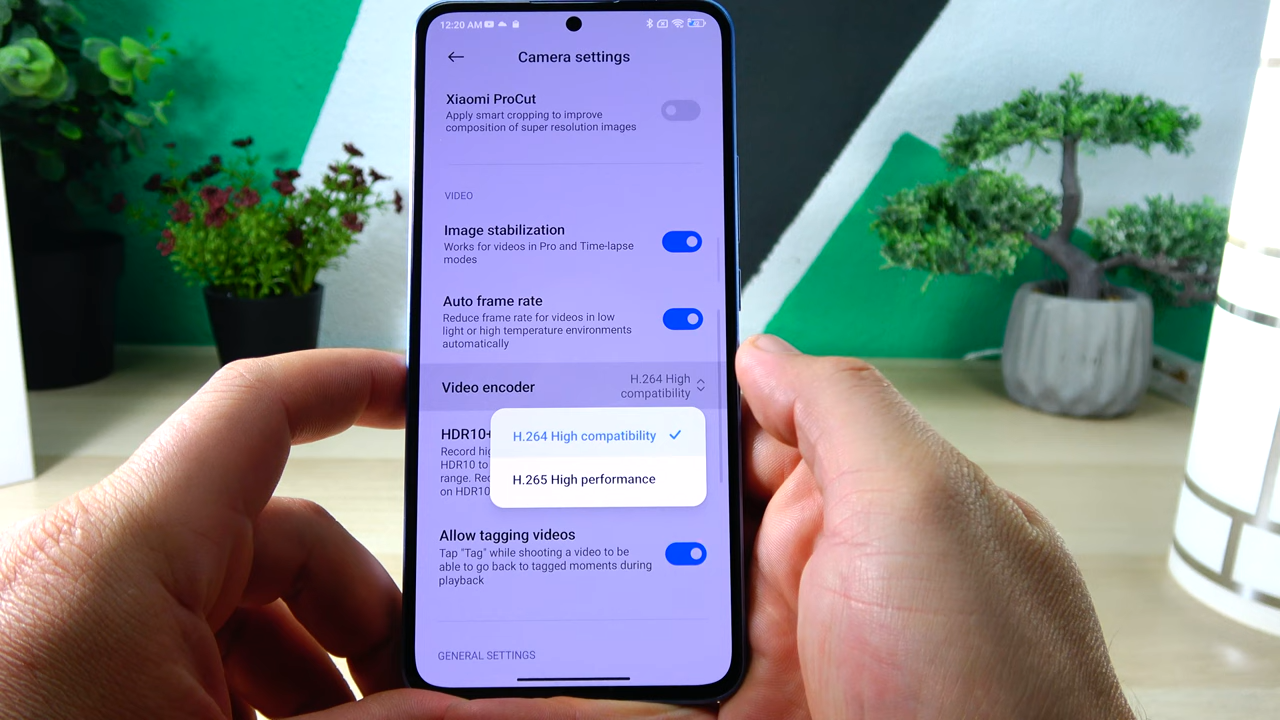 12:20 AM
Camera settings
Xiaomi ProCut
Apply smart cropping to improve
composition of super resolution images
VIDEO
Image stabilization
Works for videos in Pro and Time-lapse
modes
Auto frame rate
Reduce frame rate for videos in low
light or high temperature environments
automatically
Video encoder
H.264 High
compatibility
H.264 High compatibility
H.265 High performance
HDR10+
Record
HDR10 to
range.
on HDR10
Allow tagging videos
Tap "Tag" while shooting a video to be
able to go back to tagged moments during
playback
GENERAL SETTINGS